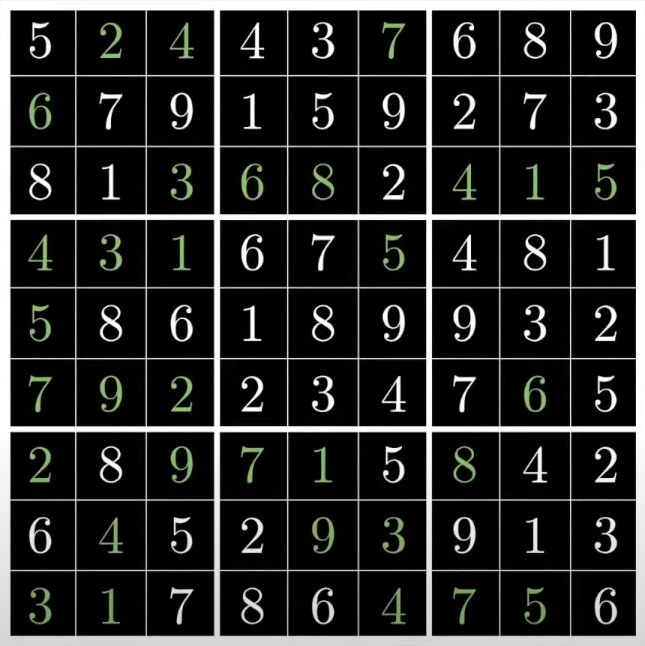 5 2 4 4 3 7 6 8 9
6 7 9 1 5 9 2 7 3
8 1 3 6 8 2 4 1 5
4 3 1 6 7 5 4 8 1
5 8 6 1 8 9 9 3 2
7 9 2 2 3 4 7 6 5
2 8 9 7 1 5 8 4 2
6 4 5 2 9 3 9 1 3
3 1 7 8 6 4 7 5 6